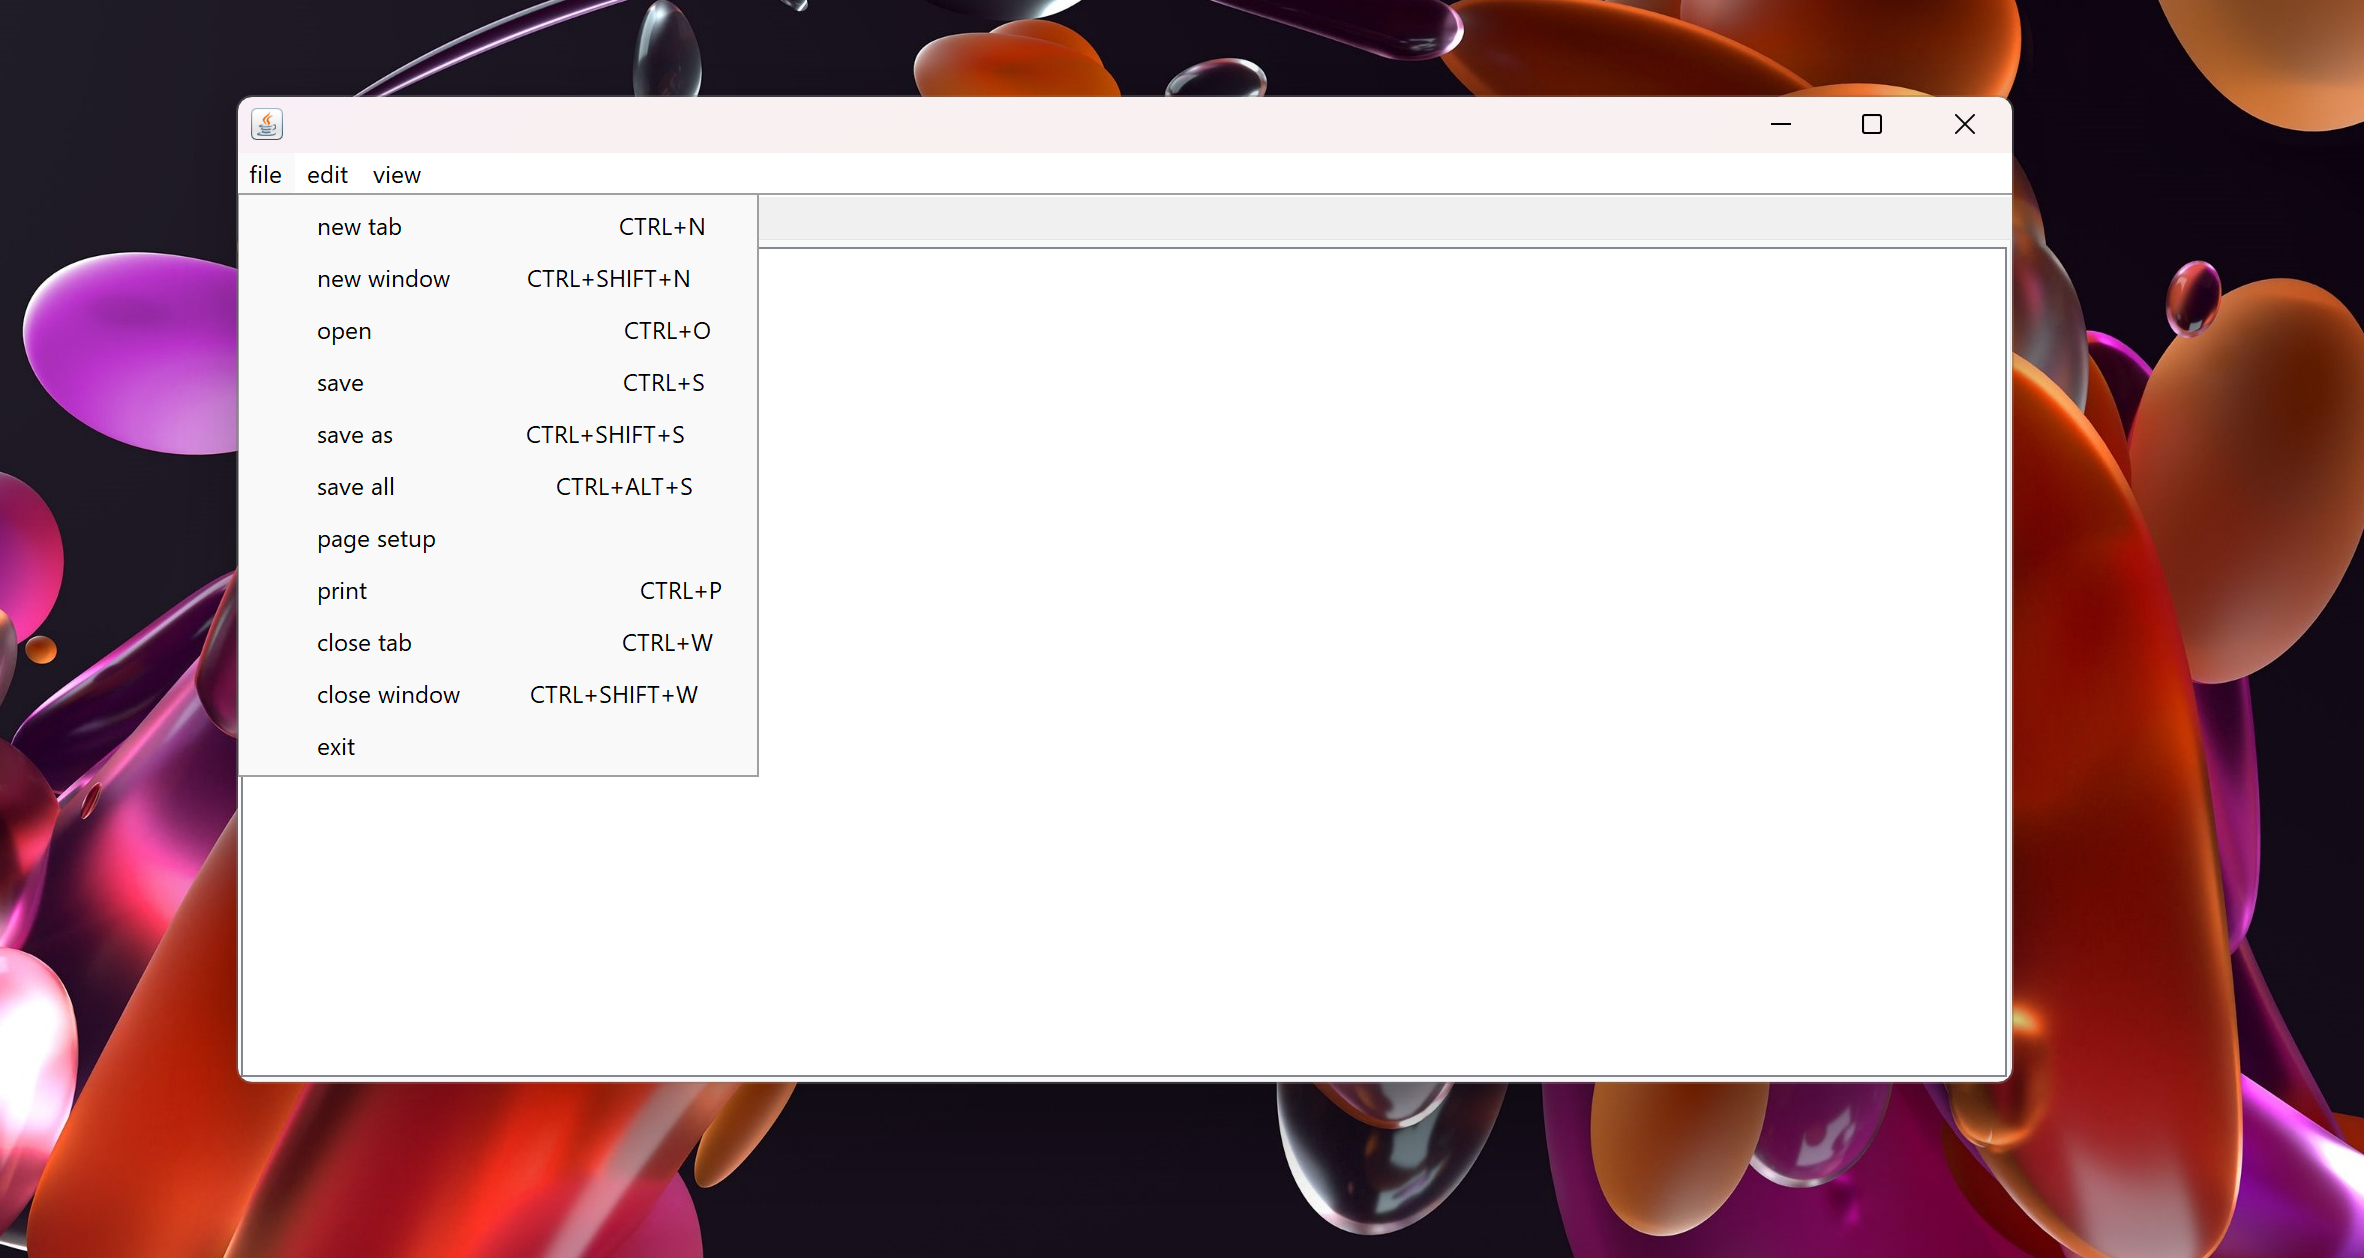 file edit view
new tab CTRL+N
new window CTRL+SHIFT+N
open CTRL+O
save CTRL+S
save as CTRL+SHIFT+S
save all CTRL+ALT+S
page setup
print CTRL+P
close tab CTRL+W
close window CTRL+SHIFT+W
exit